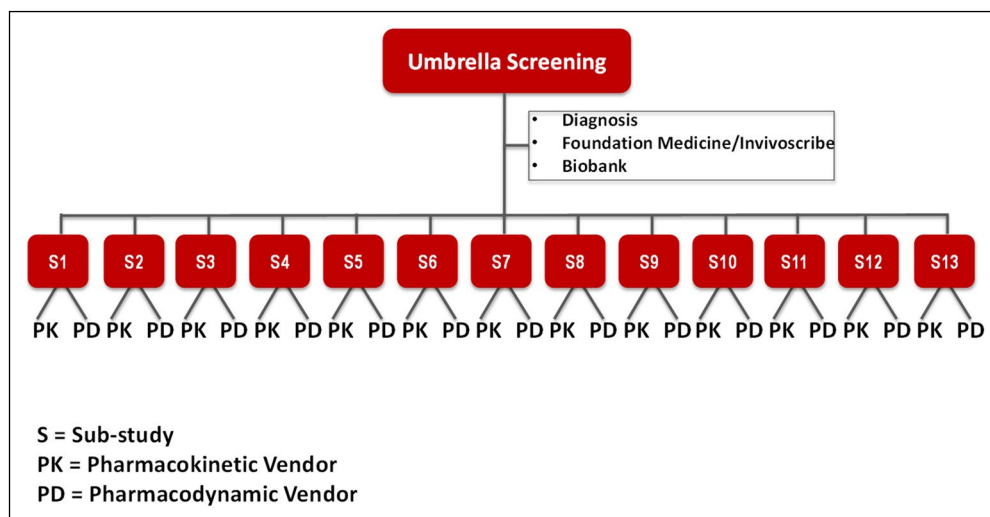 Umbrella Screening
• Diagnosis
• Foundation Medicine/Invivoscribe
• Biobank
S1 S2 S3 S4 S5 S6 S7 S8 S9 S10 S11 S12 S13
PK PD PK PD PK PD PK PD PK PD PK PD PK PD PK PD PK PD PK PD PK PD PK PD PK PD
S = Sub-study
PK = Pharmacokinetic Vendor
PD = Pharmacodynamic Vendor